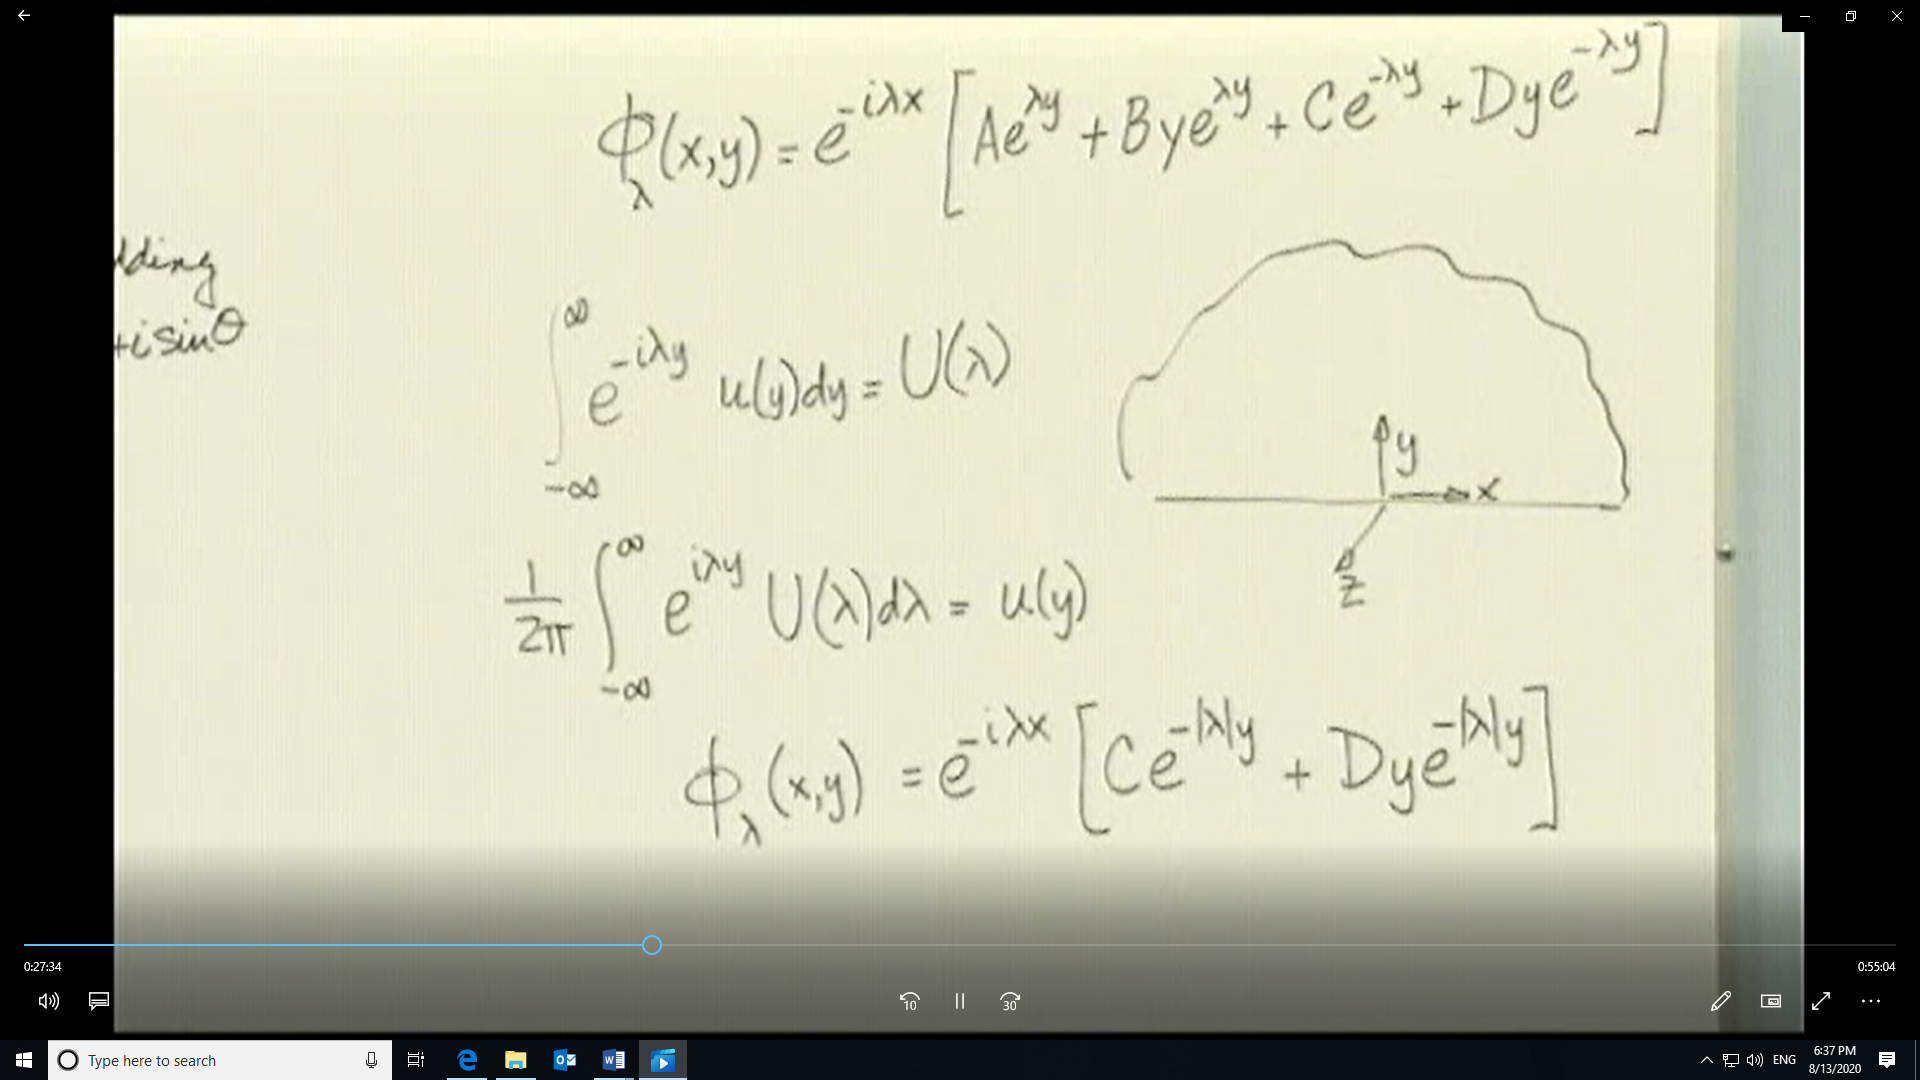 ϕ_λ(x,y) = e^{-iλx} [Ae^{λy} + Bye^{λy} + Ce^{-λy} + Dye^{-λy}]
dding
+i sinθ
∫_{-∞}^{∞} e^{-iλy} u(y)dy = U(λ)
y
x
z
1/2π ∫_{-∞}^{∞} e^{iλy} U(λ)dλ = u(y)
ϕ_λ(x,y) = e^{-iλx} [Ce^{-|λ|y} + Dye^{-|λ|y}]
0:27:34
0:55:04
10
30
Type here to search
ENG
6:37 PM
8/13/2020